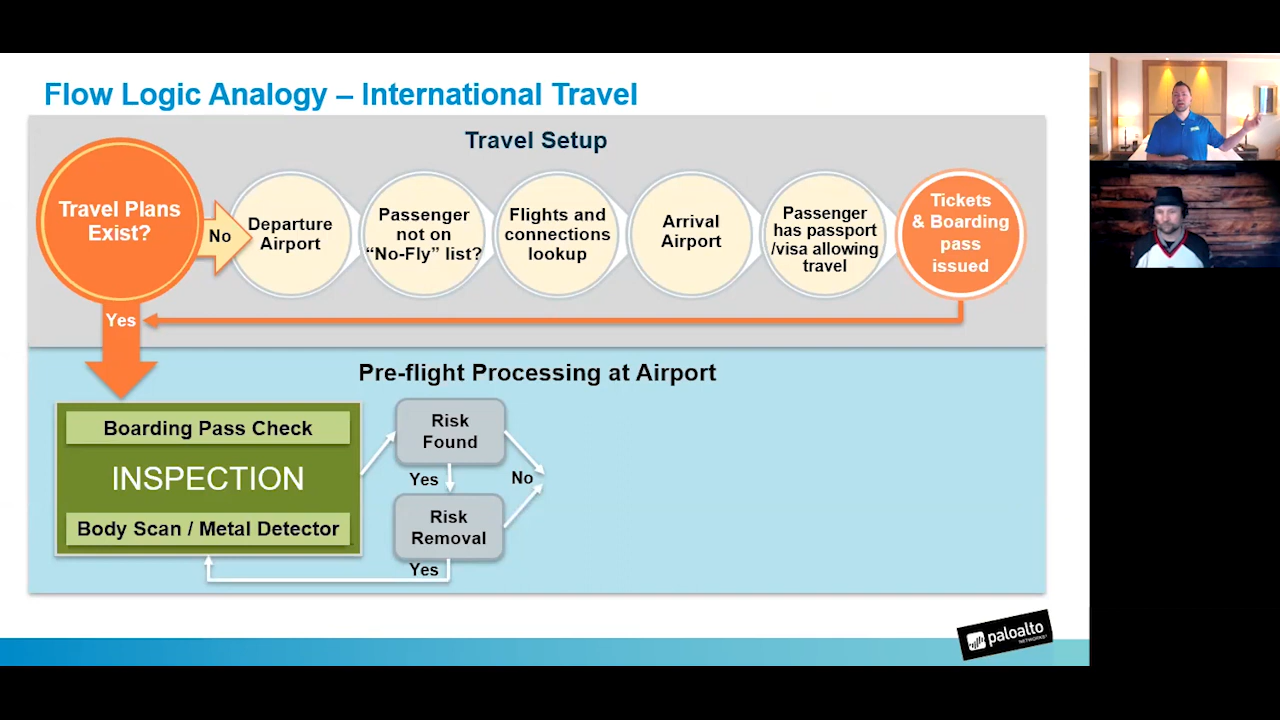 Flow Logic Analogy – International Travel
Travel Setup
Travel Plans
Exist?
No
Departure
Airport
Passenger
not on
“No-Fly” list?
Flights and
connections
lookup
Arrival
Airport
Passenger
has passport
/visa allowing
travel
Tickets
& Boarding
pass
issued
Yes
Pre-flight Processing at Airport
Boarding Pass Check
INSPECTION
Body Scan / Metal Detector
Risk
Found
Yes
No
Risk
Removal
Yes
paloalto
NETWORKS